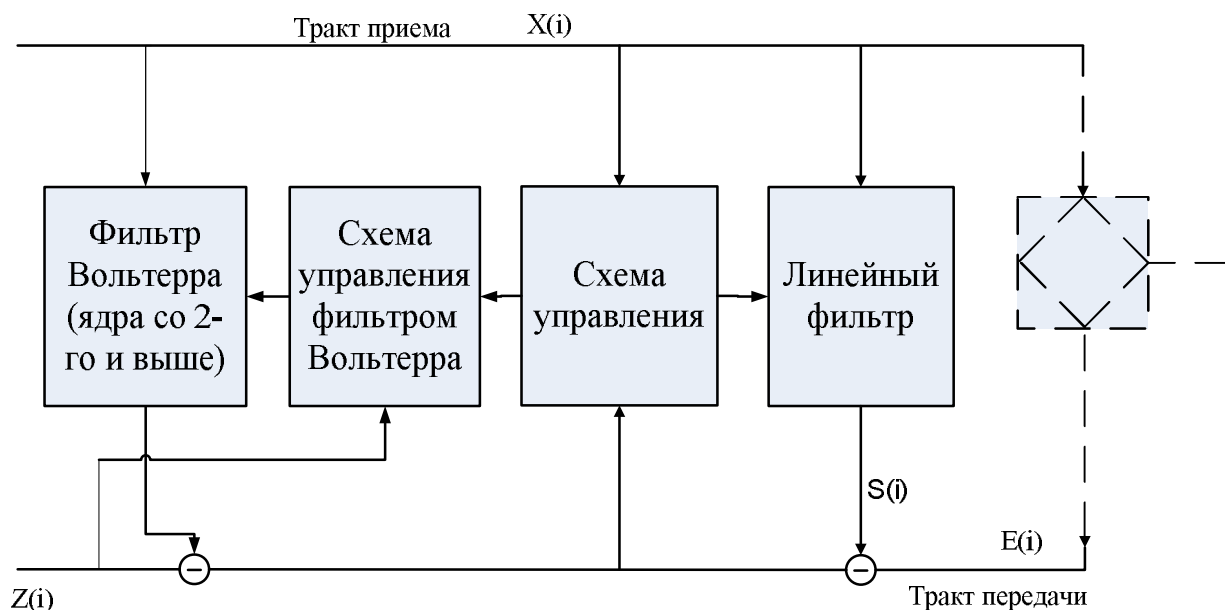 Тракт приема
X(i)
Фильтр
Вольтерра
(ядра со 2-
го и выше)
Схема
управления
фильтром
Вольтерра
Схема
управления
Линейный
фильтр
S(i)
E(i)
Z(i)
Тракт передачи